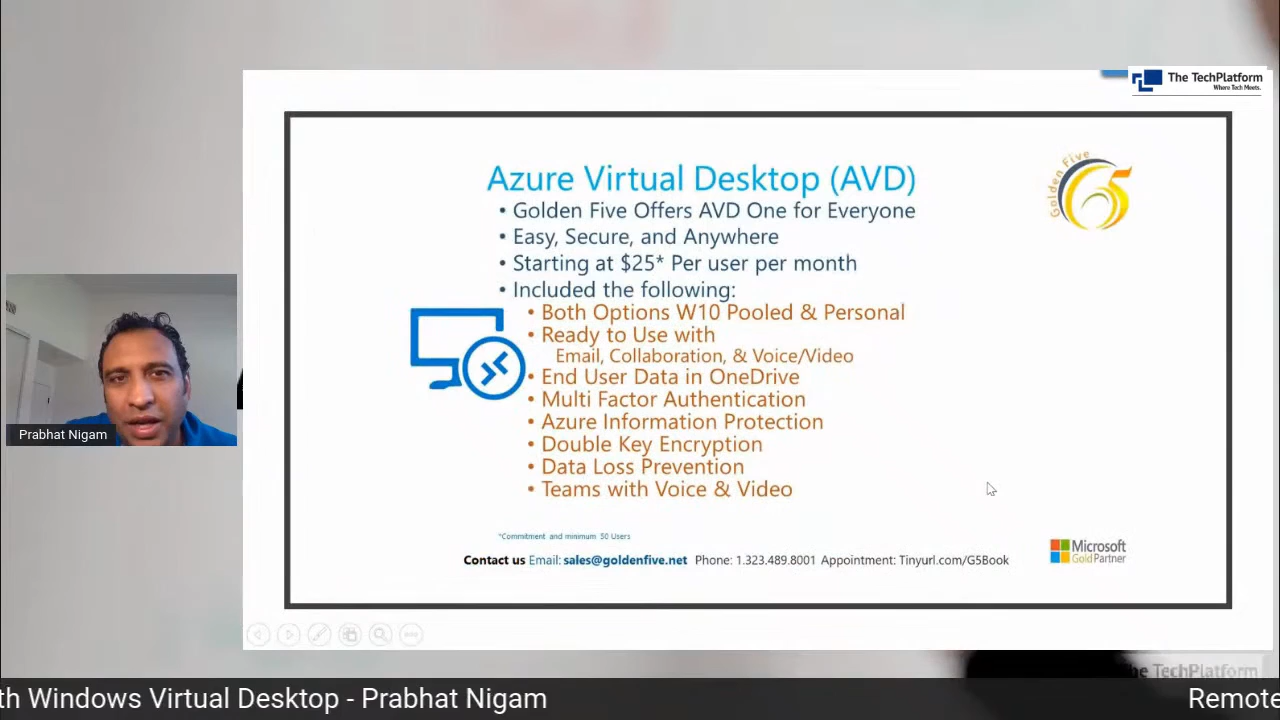 The TechPlatform
Where Tech Meets.
Golden Five
Azure Virtual Desktop (AVD)
• Golden Five Offers AVD One for Everyone
• Easy, Secure, and Anywhere
• Starting at $25* Per user per month
• Included the following:
• Both Options W10 Pooled & Personal
• Ready to Use with
Email, Collaboration, & Voice/Video
• End User Data in OneDrive
• Multi Factor Authentication
• Azure Information Protection
• Double Key Encryption
• Data Loss Prevention
• Teams with Voice & Video
Prabhat Nigam
*Commitment and minimum 50 Users
Contact us Email: sales@goldenfive.net Phone: 1.323.489.8001 Appointment: Tinyurl.com/G5Book
Microsoft
Gold Partner
The TechPlatform
th Windows Virtual Desktop - Prabhat Nigam
Remote